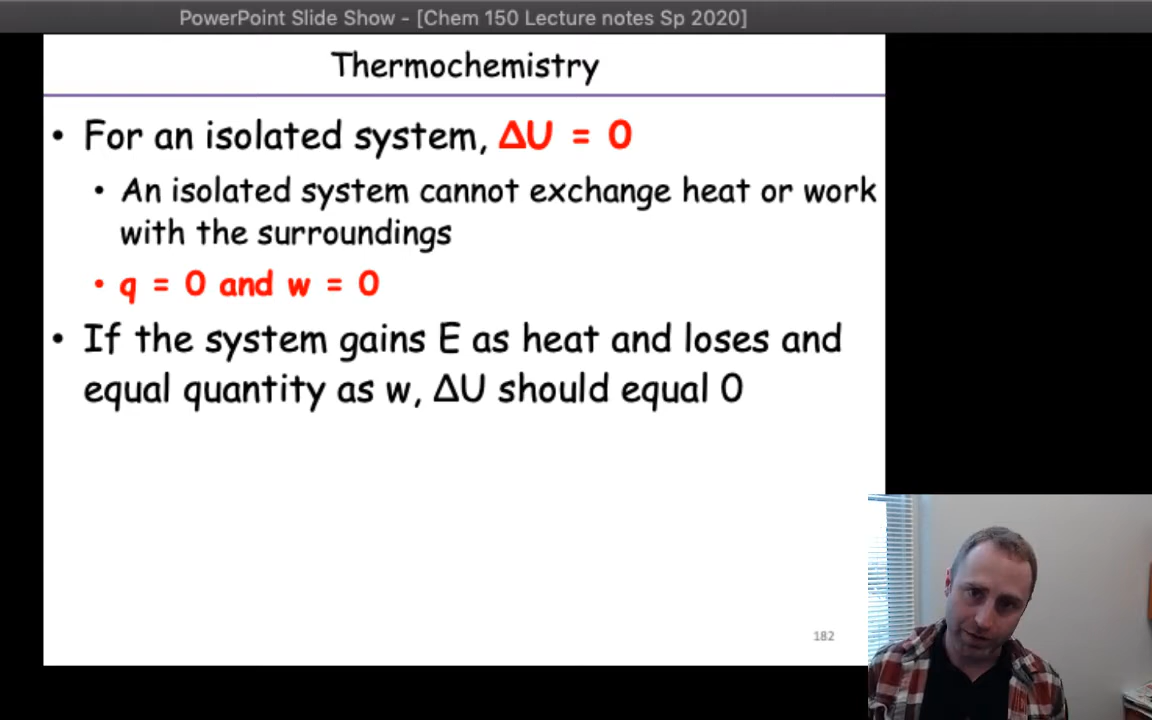 PowerPoint Slide Show - [Chem 150 Lecture notes Sp 2020]
Thermochemistry
• For an isolated system, ΔU = 0
• An isolated system cannot exchange heat or work
with the surroundings
• q = 0 and w = 0
• If the system gains E as heat and loses and
equal quantity as w, ΔU should equal 0
182